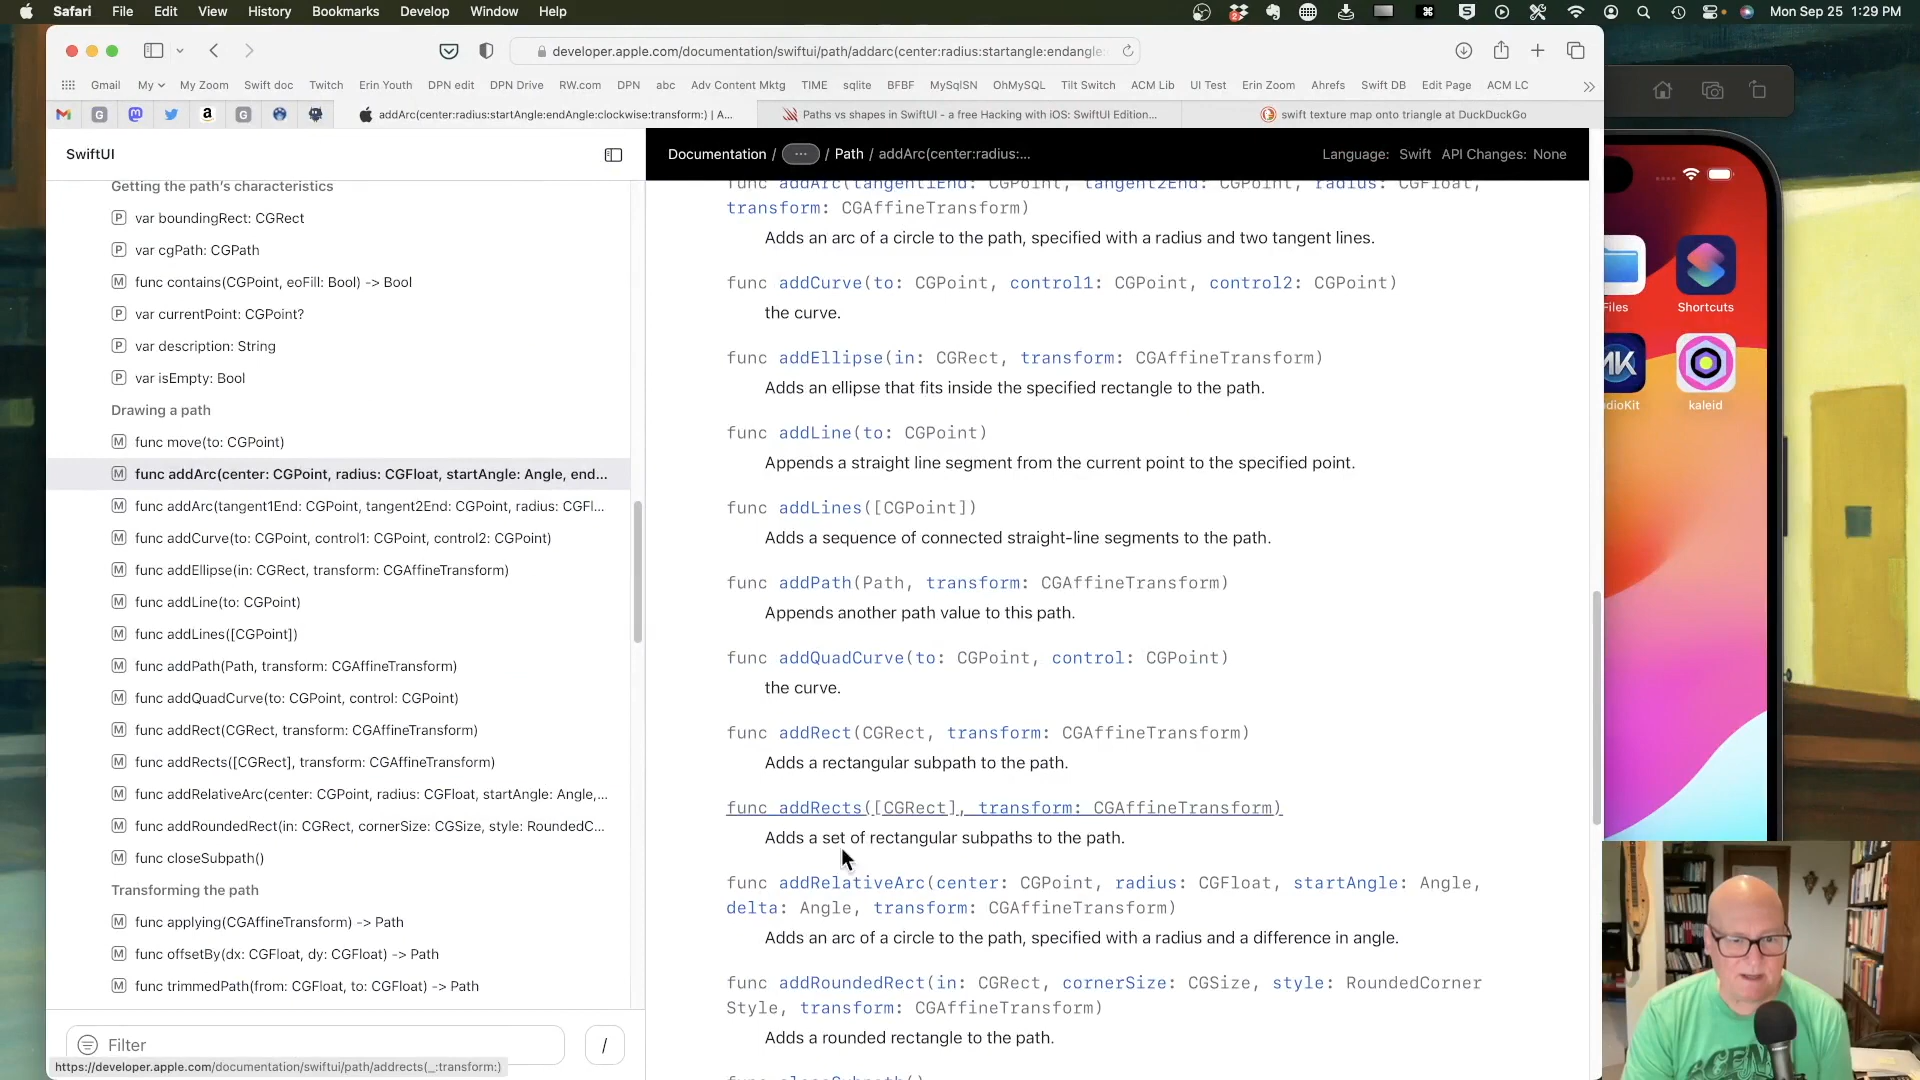 Safari File Edit View History Bookmarks Develop Window Help
Mon Sep 25 1:29 PM
developer.apple.com/documentation/swiftui/path/addarc(center:radius:startangle:endangle:
Gmail My My Zoom Swift doc Twitch Erin Youth DPN edit DPN Drive RW.com DPN abc Adv Content Mktg TIME sqlite BFBF MySqlSN OhMySQL Tilt Switch ACM Lib UI Test Erin Zoom Ahrefs Swift DB Edit Page ACM LC
addArc(center:radius:startAngle:endAngle:clockwise:transform:) | A...
Paths vs shapes in SwiftUI - a free Hacking with iOS: SwiftUI Edition...
swift texture map onto triangle at DuckDuckGo
SwiftUI
Documentation / ... / Path / addArc(center:radius:...
Language: Swift API Changes: None
Getting the path's characteristics
P var boundingRect: CGRect
P var cgPath: CGPath
M func contains(CGPoint, eoFill: Bool) -> Bool
P var currentPoint: CGPoint?
P var description: String
P var isEmpty: Bool
Drawing a path
M func move(to: CGPoint)
M func addArc(center: CGPoint, radius: CGFloat, startAngle: Angle, end...
M func addArc(tangent1End: CGPoint, tangent2End: CGPoint, radius: CGFl...
M func addCurve(to: CGPoint, control1: CGPoint, control2: CGPoint)
M func addEllipse(in: CGRect, transform: CGAffineTransform)
M func addLine(to: CGPoint)
M func addLines([CGPoint])
M func addPath(Path, transform: CGAffineTransform)
M func addQuadCurve(to: CGPoint, control: CGPoint)
M func addRect(CGRect, transform: CGAffineTransform)
M func addRects([CGRect], transform: CGAffineTransform)
M func addRelativeArc(center: CGPoint, radius: CGFloat, startAngle: Angle,...
M func addRoundedRect(in: CGRect, cornerSize: CGSize, style: RoundedC...
M func closeSubpath()
Transforming the path
M func applying(CGAffineTransform) -> Path
M func offsetBy(dx: CGFloat, dy: CGFloat) -> Path
M func trimmedPath(from: CGFloat, to: CGFloat) -> Path
Filter
/
https://developer.apple.com/documentation/swiftui/path/addrects(_:transform:)
func addArc(tangent1End: CGPoint, tangent2End: CGPoint, radius: CGFloat,
transform: CGAffineTransform)
Adds an arc of a circle to the path, specified with a radius and two tangent lines.
func addCurve(to: CGPoint, control1: CGPoint, control2: CGPoint)
the curve.
func addEllipse(in: CGRect, transform: CGAffineTransform)
Adds an ellipse that fits inside the specified rectangle to the path.
func addLine(to: CGPoint)
Appends a straight line segment from the current point to the specified point.
func addLines([CGPoint])
Adds a sequence of connected straight-line segments to the path.
func addPath(Path, transform: CGAffineTransform)
Appends another path value to this path.
func addQuadCurve(to: CGPoint, control: CGPoint)
the curve.
func addRect(CGRect, transform: CGAffineTransform)
Adds a rectangular subpath to the path.
func addRects([CGRect], transform: CGAffineTransform)
Adds a set of rectangular subpaths to the path.
func addRelativeArc(center: CGPoint, radius: CGFloat, startAngle: Angle,
delta: Angle, transform: CGAffineTransform)
Adds an arc of a circle to the path, specified with a radius and a difference in angle.
func addRoundedRect(in: CGRect, cornerSize: CGSize, style: RoundedCorner
Style, transform: CGAffineTransform)
Adds a rounded rectangle to the path.
func closeSubpath()
Files
Shortcuts
dioKit
kaleid